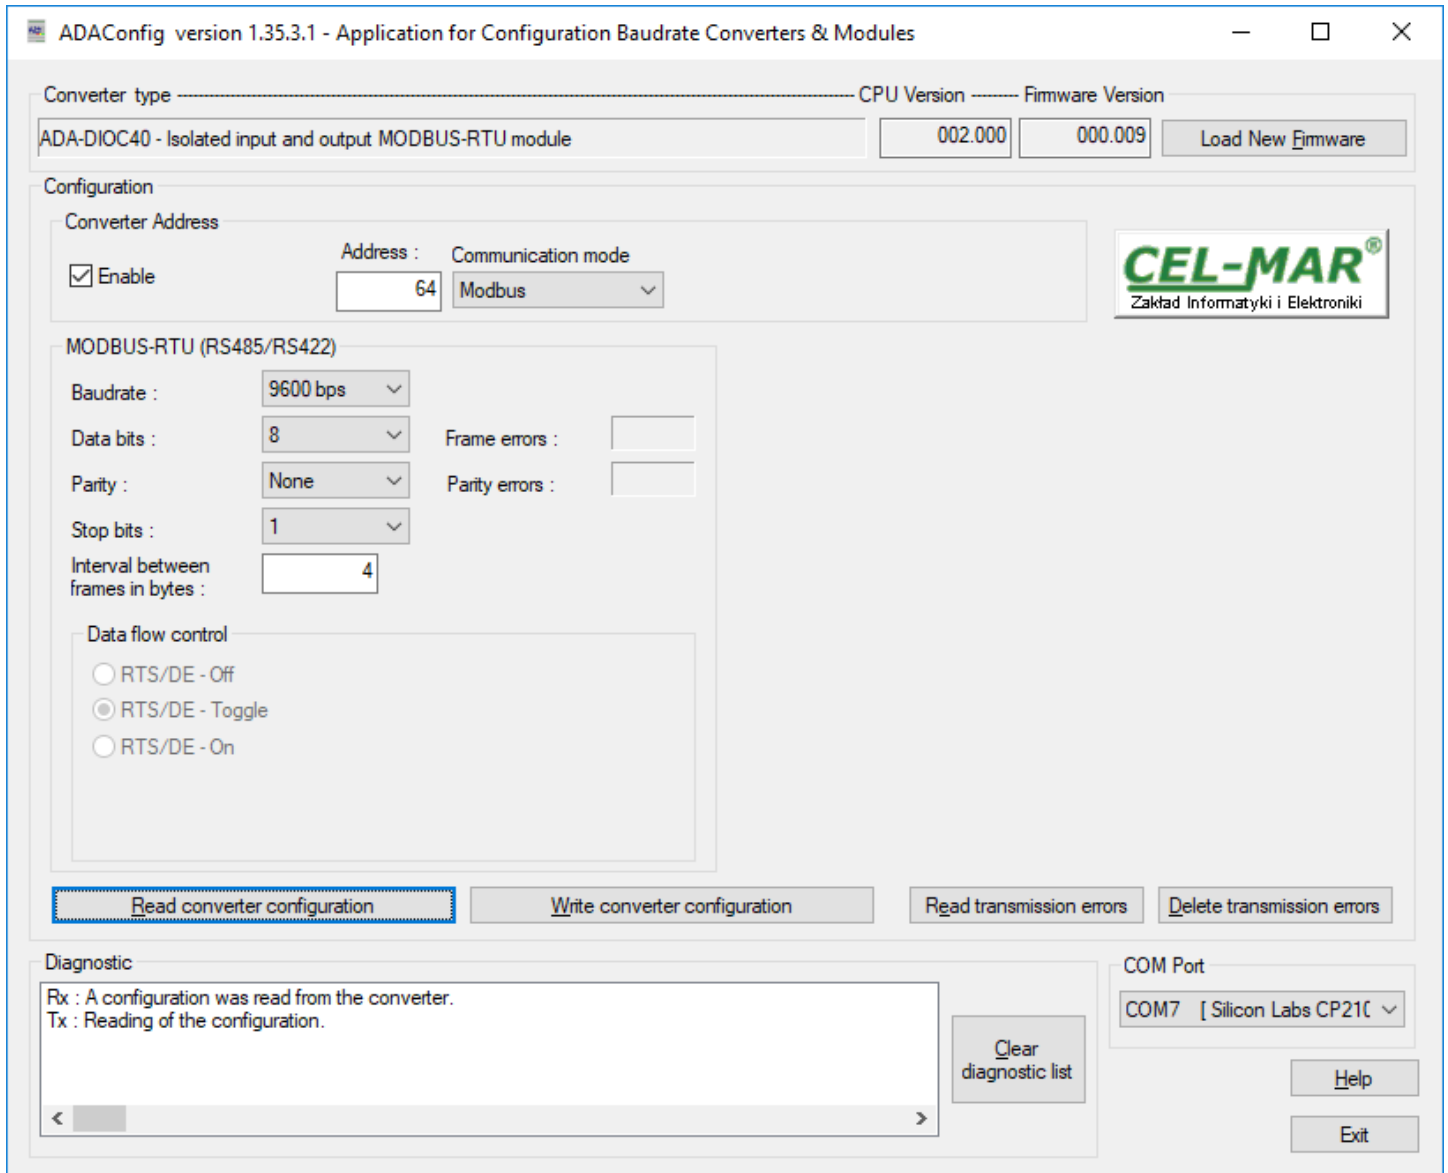 ADAConfig version 1.35.3.1 - Application for Configuration Baudrate Converters & Modules
Converter type CPU Version Firmware Version
ADA-DIOC40 - Isolated input and output MODBUS-RTU module 002.000 000.009 Load New Firmware
Configuration
Converter Address
Enable
Address :
64
Communication mode
Modbus
CEL-MAR®
Zakład Informatyki i Elektroniki
MODBUS-RTU (RS485/RS422)
Baudrate : 9600 bps
Data bits : 8 Frame errors :
Parity : None Parity errors :
Stop bits : 1
Interval between
frames in bytes : 4
Data flow control
RTS/DE - Off
RTS/DE - Toggle
RTS/DE - On
Read converter configuration Write converter configuration Read transmission errors Delete transmission errors
Diagnostic
Rx : A configuration was read from the converter.
Tx : Reading of the configuration.
Clear
diagnostic list
COM Port
COM7 [ Silicon Labs CP210
Help
Exit